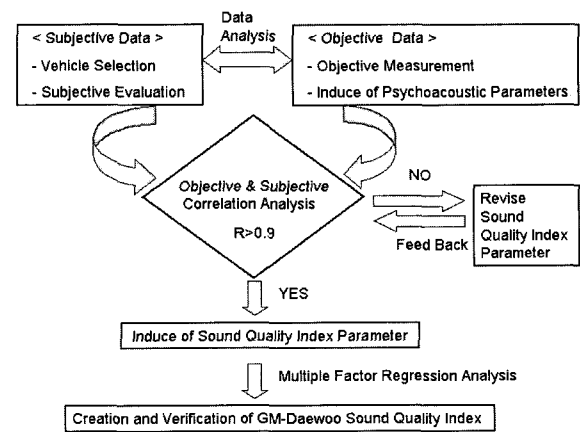 < Subjective Data >
- Vehicle Selection
- Subjective Evaluation
Data
Analysis
< Objective Data >
- Objective Measurement
- Induce of Psychoacoustic Parameters
Objective & Subjective
Correlation Analysis
R>0.9
NO
Feed Back
Revise
Sound
Quality Index
Parameter
YES
Induce of Sound Quality Index Parameter
Multiple Factor Regression Analysis
Creation and Verification of GM-Daewoo Sound Quality Index